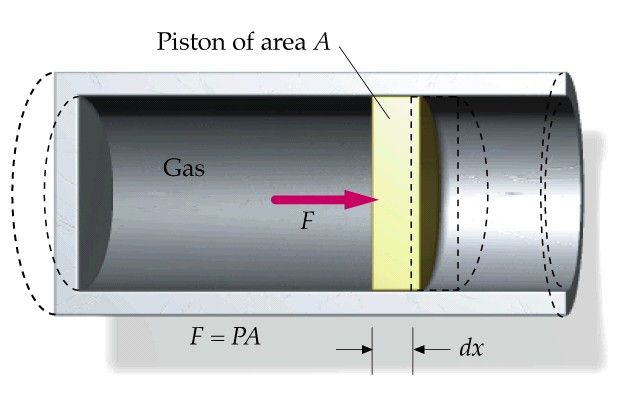 Piston of area A
Gas
F
F = PA
dx